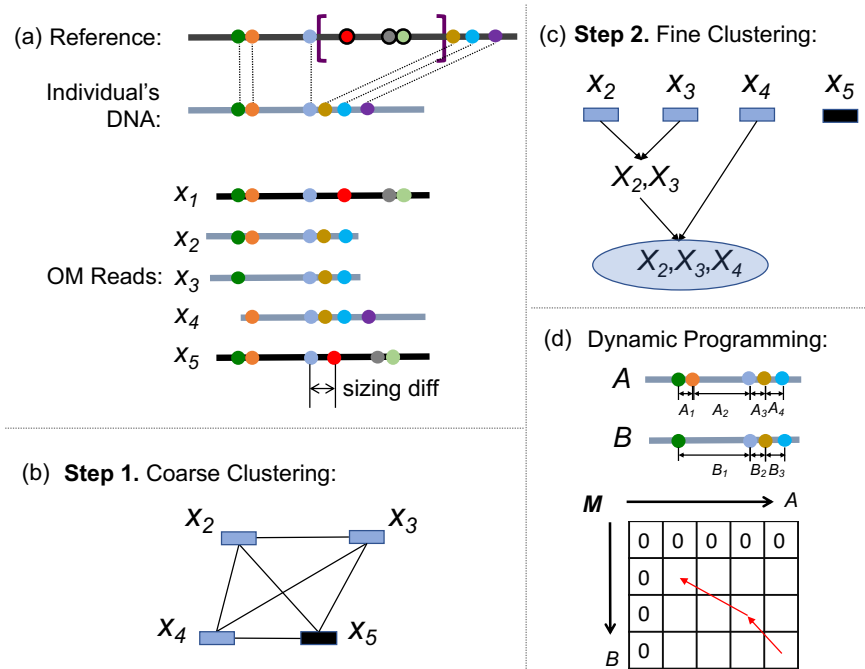 (a) Reference:
Individual's
DNA:
x₁
x₂
OM Reads: x₃
x₄
x₅
sizing diff
(b) Step 1. Coarse Clustering:
x₂ x₃
x₄ x₅
(c) Step 2. Fine Clustering:
x₂ x₃ x₄ x₅
X₂,X₃
X₂,X₃,X₄
(d) Dynamic Programming:
A
A₁ A₂ A₃ A₄
B
B₁ B₂ B₃
M A
0 0 0 0 0
0
0
B 0